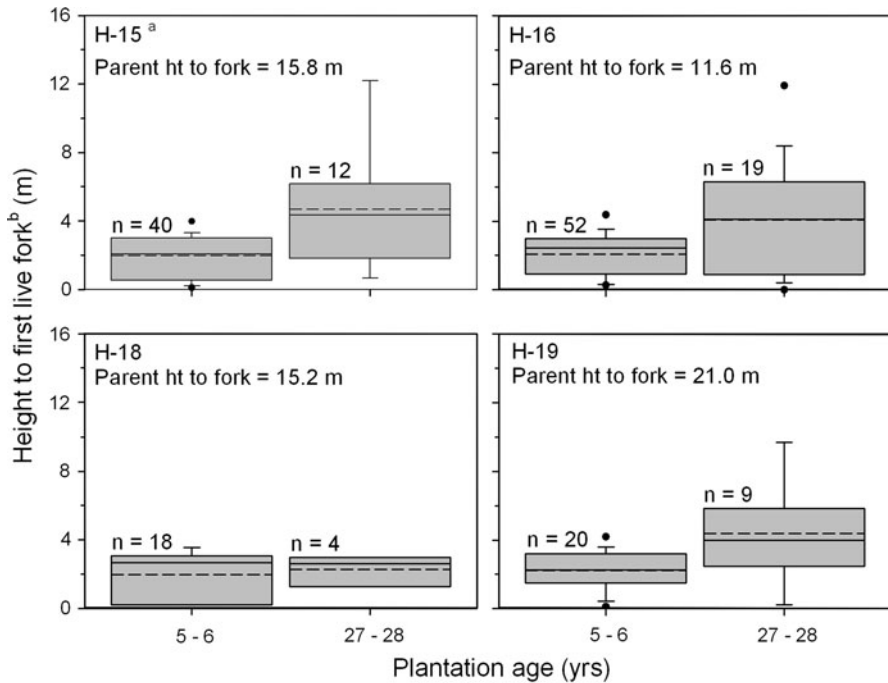 Height to first live fork^b (m)
16
12
8
4
0
H-15 ^a
Parent ht to fork = 15.8 m
n = 40
n = 12
H-16
Parent ht to fork = 11.6 m
n = 52
n = 19
16
12
8
4
0
H-18
Parent ht to fork = 15.2 m
n = 18
n = 4
H-19
Parent ht to fork = 21.0 m
n = 20
n = 9
5 - 6
27 - 28
5 - 6
27 - 28
Plantation age (yrs)